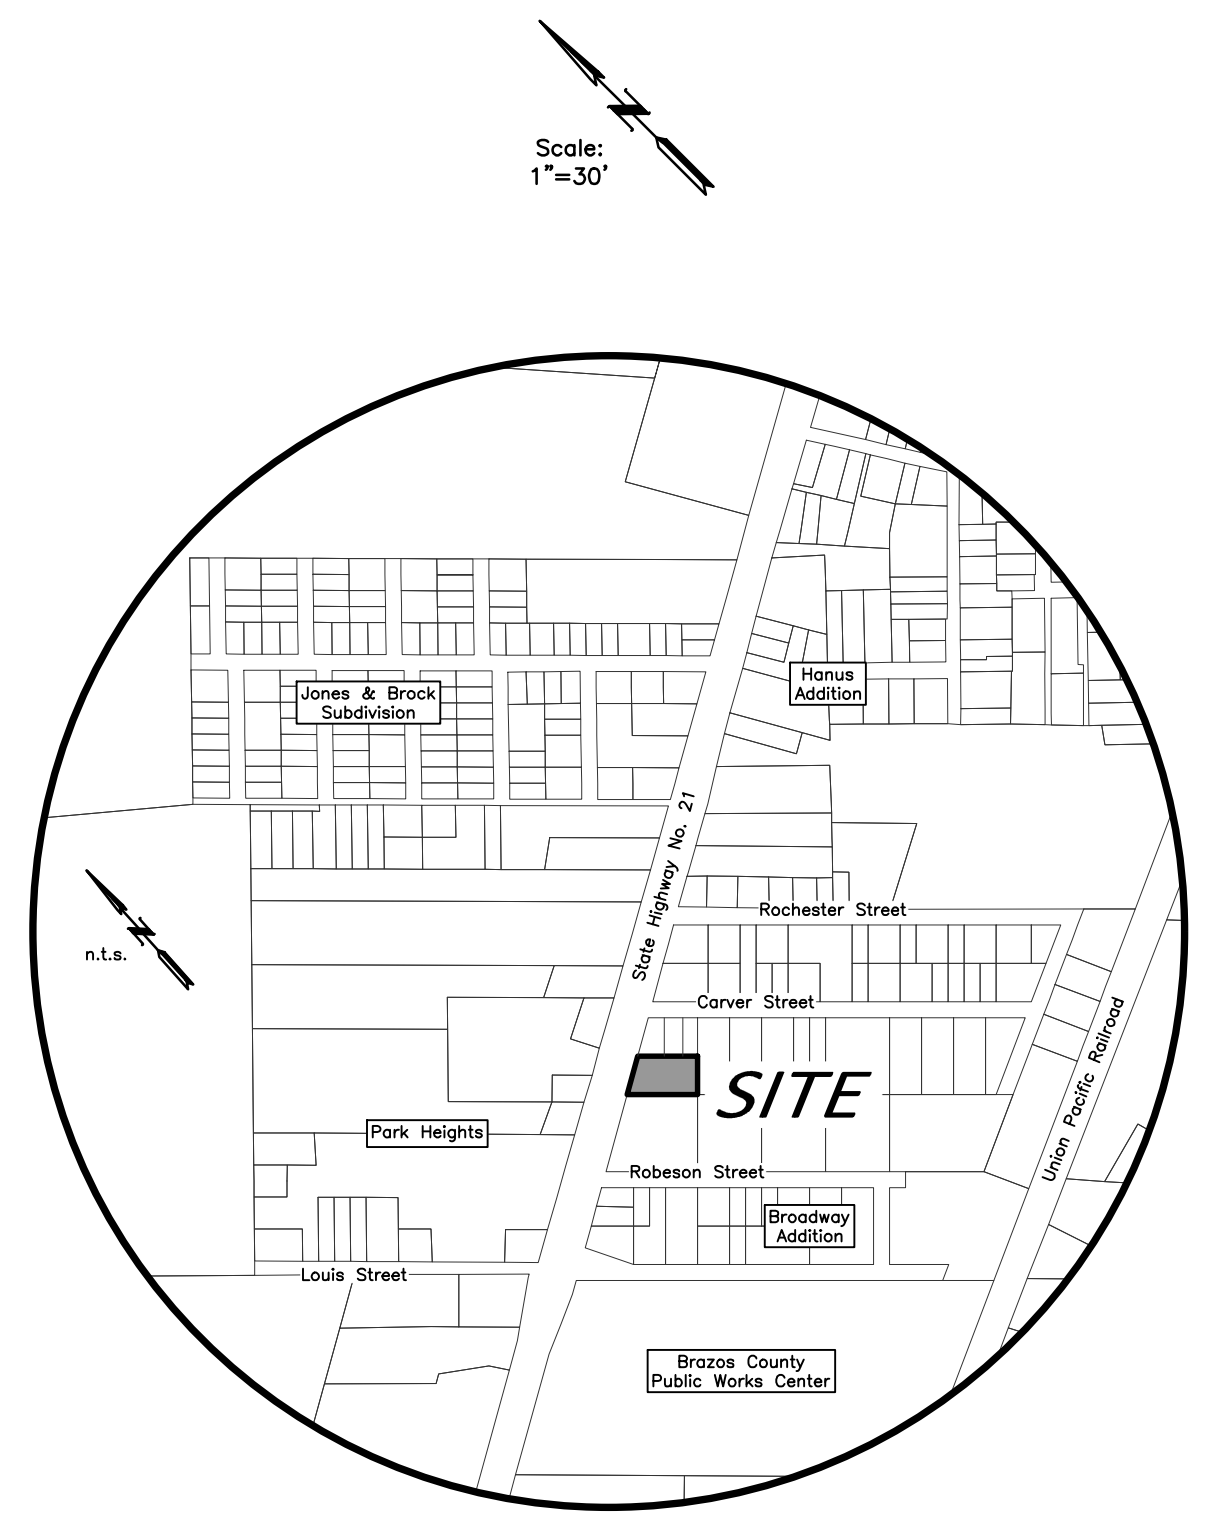 Scale:
1"=30'
Hanus
Addition
Jones & Brock
Subdivision
State Highway No. 21
Rochester Street
n.t.s.
Carver Street
Union Pacific Railroad
SITE
Park Heights
Robeson Street
Broadway
Addition
Louis Street
Brazos County
Public Works Center